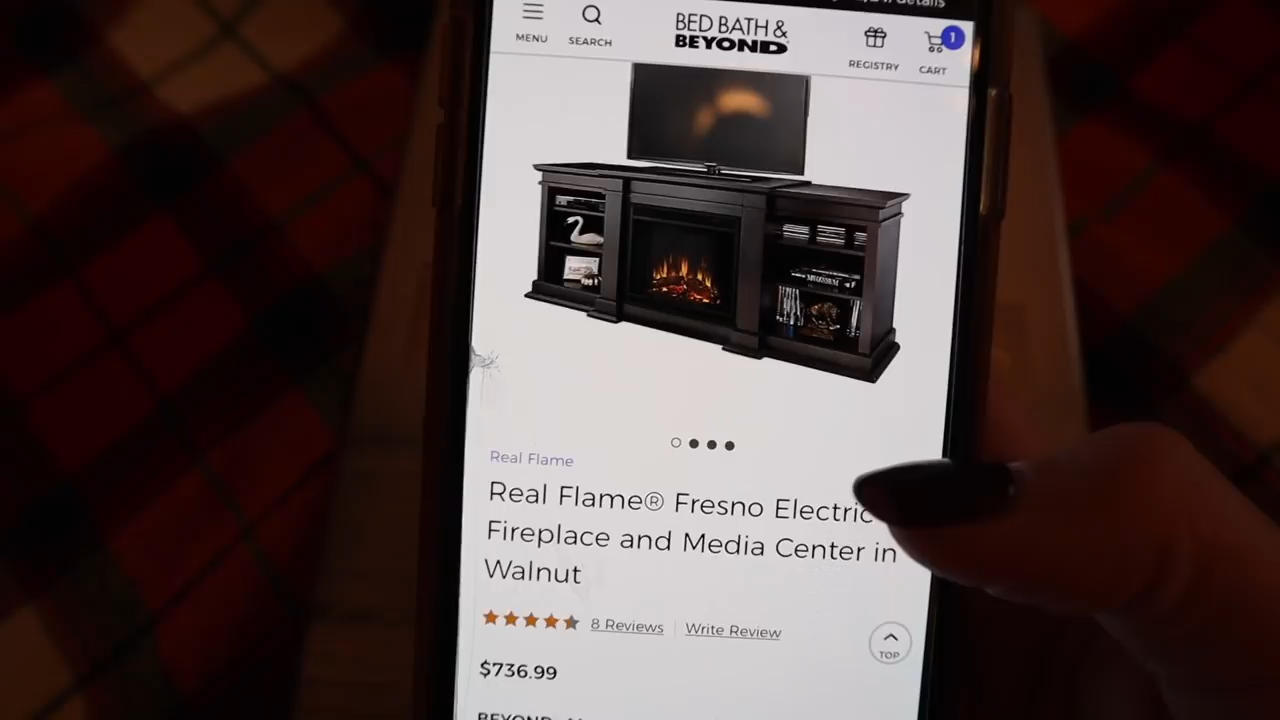 details
MENU
SEARCH
BED BATH &
BEYOND
REGISTRY
1
CART
Real Flame
Real Flame® Fresno Electric
Fireplace and Media Center in
Walnut
8 Reviews
Write Review
TOP
$736.99